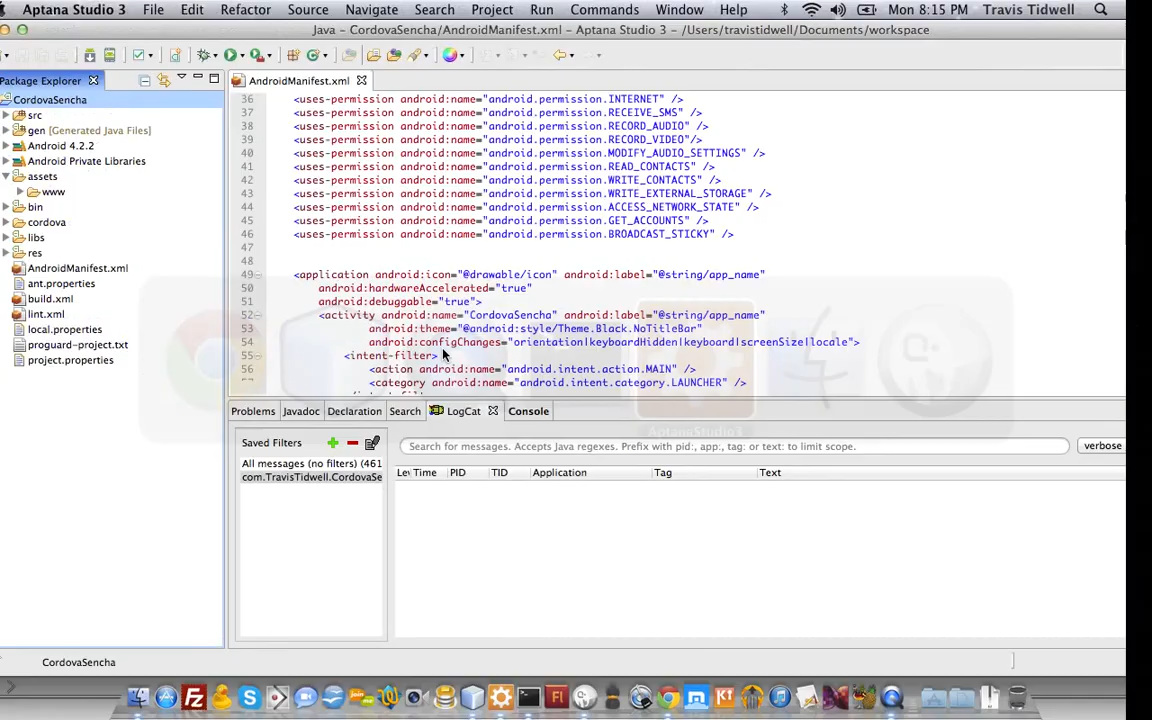 Aptana Studio 3 File Edit Refactor Source Navigate Search Project Run Commands Window Help Mon 8:15 PM Travis Tidwell
Java – CordovaSencha/AndroidManifest.xml – Aptana Studio 3 – /Users/travistidwell/Documents/workspace
Package Explorer
CordovaSencha
src
gen [Generated Java Files]
Android 4.2.2
Android Private Libraries
assets
www
bin
cordova
libs
res
AndroidManifest.xml
ant.properties
build.xml
lint.xml
local.properties
proguard-project.txt
project.properties
AndroidManifest.xml
36 <uses-permission android:name="android.permission.INTERNET" />
37 <uses-permission android:name="android.permission.RECEIVE_SMS" />
38 <uses-permission android:name="android.permission.RECORD_AUDIO" />
39 <uses-permission android:name="android.permission.RECORD_VIDEO"/>
40 <uses-permission android:name="android.permission.MODIFY_AUDIO_SETTINGS" />
41 <uses-permission android:name="android.permission.READ_CONTACTS" />
42 <uses-permission android:name="android.permission.WRITE_CONTACTS" />
43 <uses-permission android:name="android.permission.WRITE_EXTERNAL_STORAGE" />
44 <uses-permission android:name="android.permission.ACCESS_NETWORK_STATE" />
45 <uses-permission android:name="android.permission.GET_ACCOUNTS" />
46 <uses-permission android:name="android.permission.BROADCAST_STICKY" />
47
48
49 <application android:icon="@drawable/icon" android:label="@string/app_name"
50 android:hardwareAccelerated="true"
51 android:debuggable="true">
52 <activity android:name="CordovaSencha" android:label="@string/app_name"
53 android:theme="@android:style/Theme.Black.NoTitleBar"
54 android:configChanges="orientation|keyboardHidden|keyboard|screenSize|locale">
55 <intent-filter>
56 <action android:name="android.intent.action.MAIN" />
57 <category android:name="android.intent.category.LAUNCHER" />
AptanaStudio3
Problems Javadoc Declaration Search LogCat Console
Saved Filters
All messages (no filters) (461
com.TravisTidwell.CordovaSe
Search for messages. Accepts Java regexes. Prefix with pid:, app:, tag: or text: to limit scope.
verbose
Time PID TID Application Tag Text
CordovaSencha